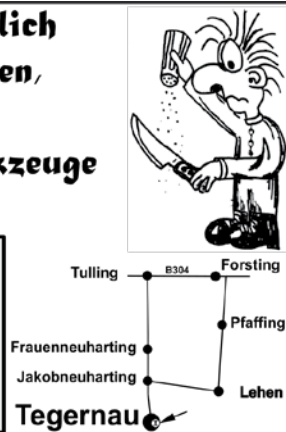 lich
en,
kzeuge
Tulling B304 Forsting
Pfaffing
Frauenneuharting
Jakobneuharting
Lehen
Tegernau